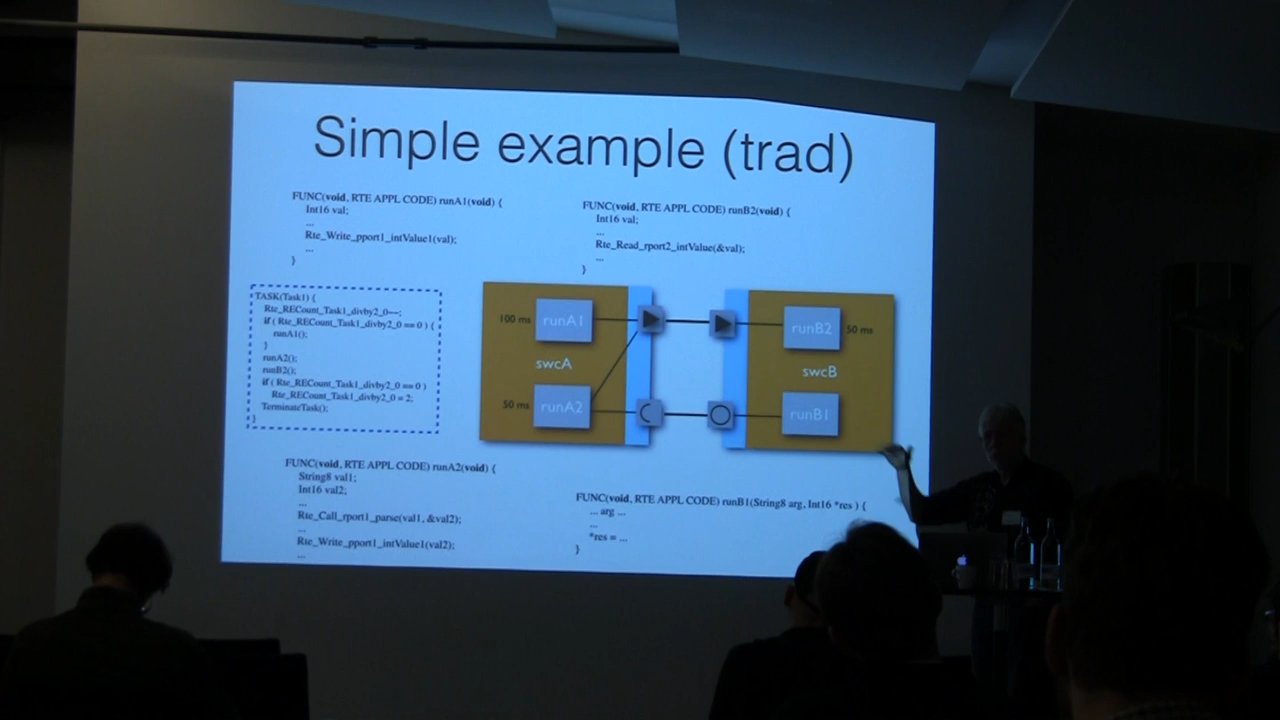 Simple example (trad)
FUNC(void, RTE APPL CODE) runA1(void) {
Int16 val;
...
Rte_Write_pport1_intValue1(val);
...
}
FUNC(void, RTE APPL CODE) runB2(void) {
Int16 val;
...
Rte_Read_rport2_intValue(&val);
...
}
TASK(Task1) {
Rte_RECount_Task1_divby2_0--;
if ( Rte_RECount_Task1_divby2_0 == 0 ) {
runA1();
}
runA2();
runB2();
if ( Rte_RECount_Task1_divby2_0 == 0 )
Rte_RECount_Task1_divby2_0 = 2;
TerminateTask();
}
100 ms runA1
swcA
50 ms runA2
runB2 50 ms
swcB
runB1
FUNC(void, RTE APPL CODE) runA2(void) {
String8 val1;
Int16 val2;
...
Rte_Call_rport1_parse(val1, &val2);
...
Rte_Write_pport1_intValue1(val2);
...
FUNC(void, RTE APPL CODE) runB1(String8 arg, Int16 *res ) {
... arg ...
...
*res = ...
}